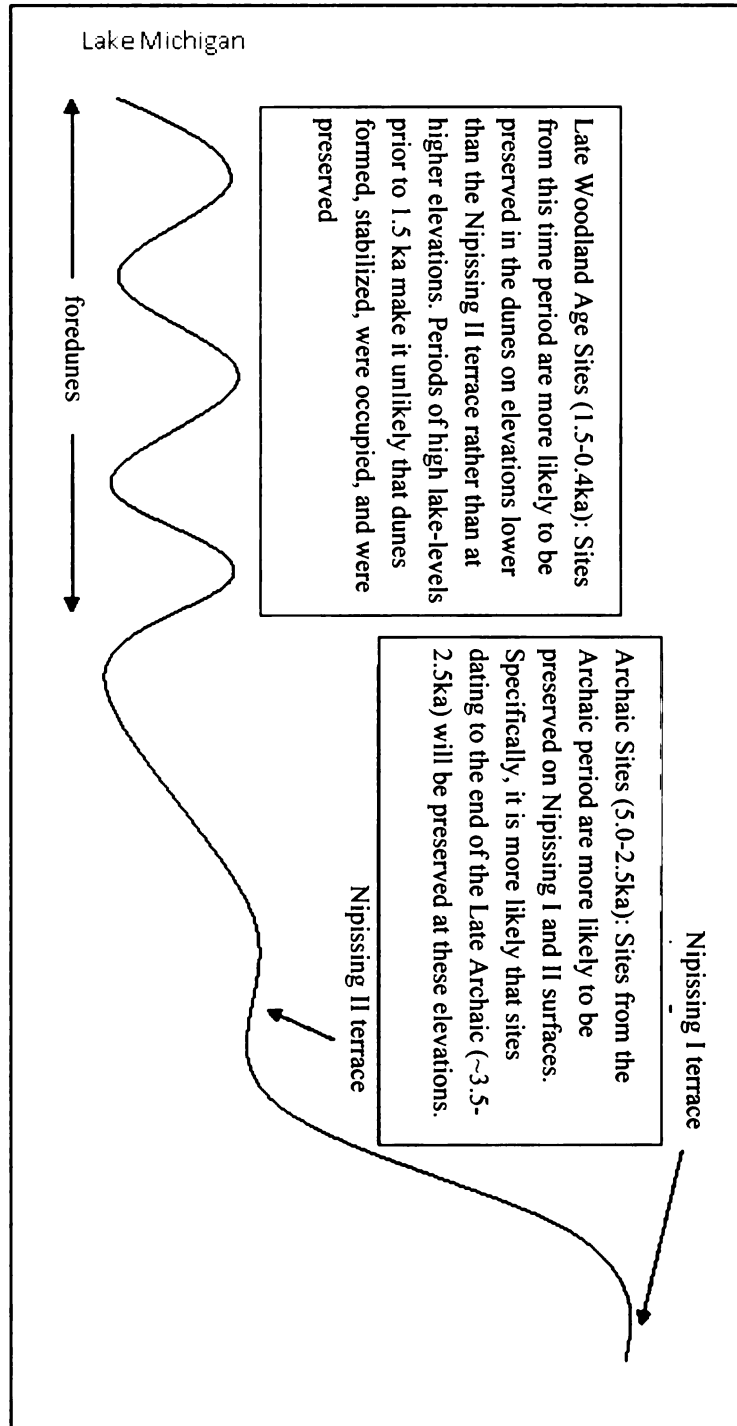 Lake Michigan
Late Woodland Age Sites (1.5-0.4ka): Sites
from this time period are more likely to be
preserved in the dunes on elevations lower
than the Nipissing II terrace rather than at
higher elevations. Periods of high lake-levels
prior to 1.5 ka make it unlikely that dunes
formed, stabilized, were occupied, and were
preserved
foredunes
Archaic Sites (5.0-2.5ka): Sites from the
Archaic period are more likely to be
preserved on Nipissing I and II surfaces.
Specifically, it is more likely that sites
dating to the end of the Late Archaic (~3.5-
2.5ka) will be preserved at these elevations.
Nipissing II terrace
Nipissing I terrace